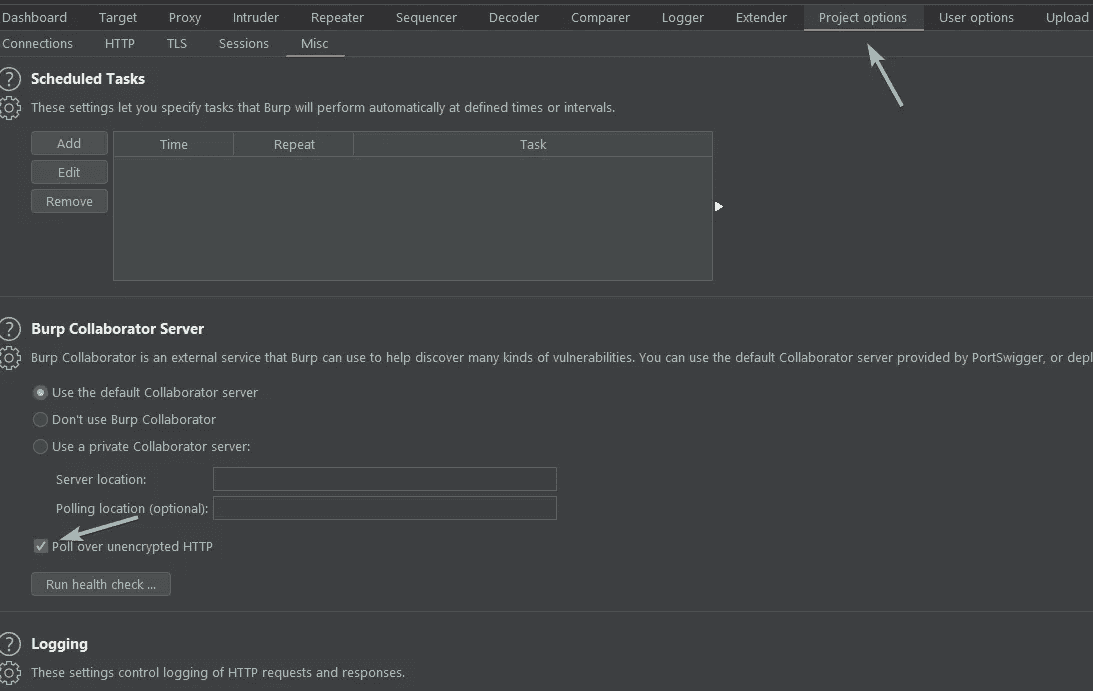 Dashboard Target Proxy Intruder Repeater Sequencer Decoder Comparer Logger Extender Project options User options Upload
Connections HTTP TLS Sessions Misc
? Scheduled Tasks
These settings let you specify tasks that Burp will perform automatically at defined times or intervals.
Add Time Repeat Task
Edit
Remove
? Burp Collaborator Server
Burp Collaborator is an external service that Burp can use to help discover many kinds of vulnerabilities. You can use the default Collaborator server provided by PortSwigger, or depl
Use the default Collaborator server
Don't use Burp Collaborator
Use a private Collaborator server:
Server location:
Polling location (optional):
Poll over unencrypted HTTP
Run health check ...
? Logging
These settings control logging of HTTP requests and responses.